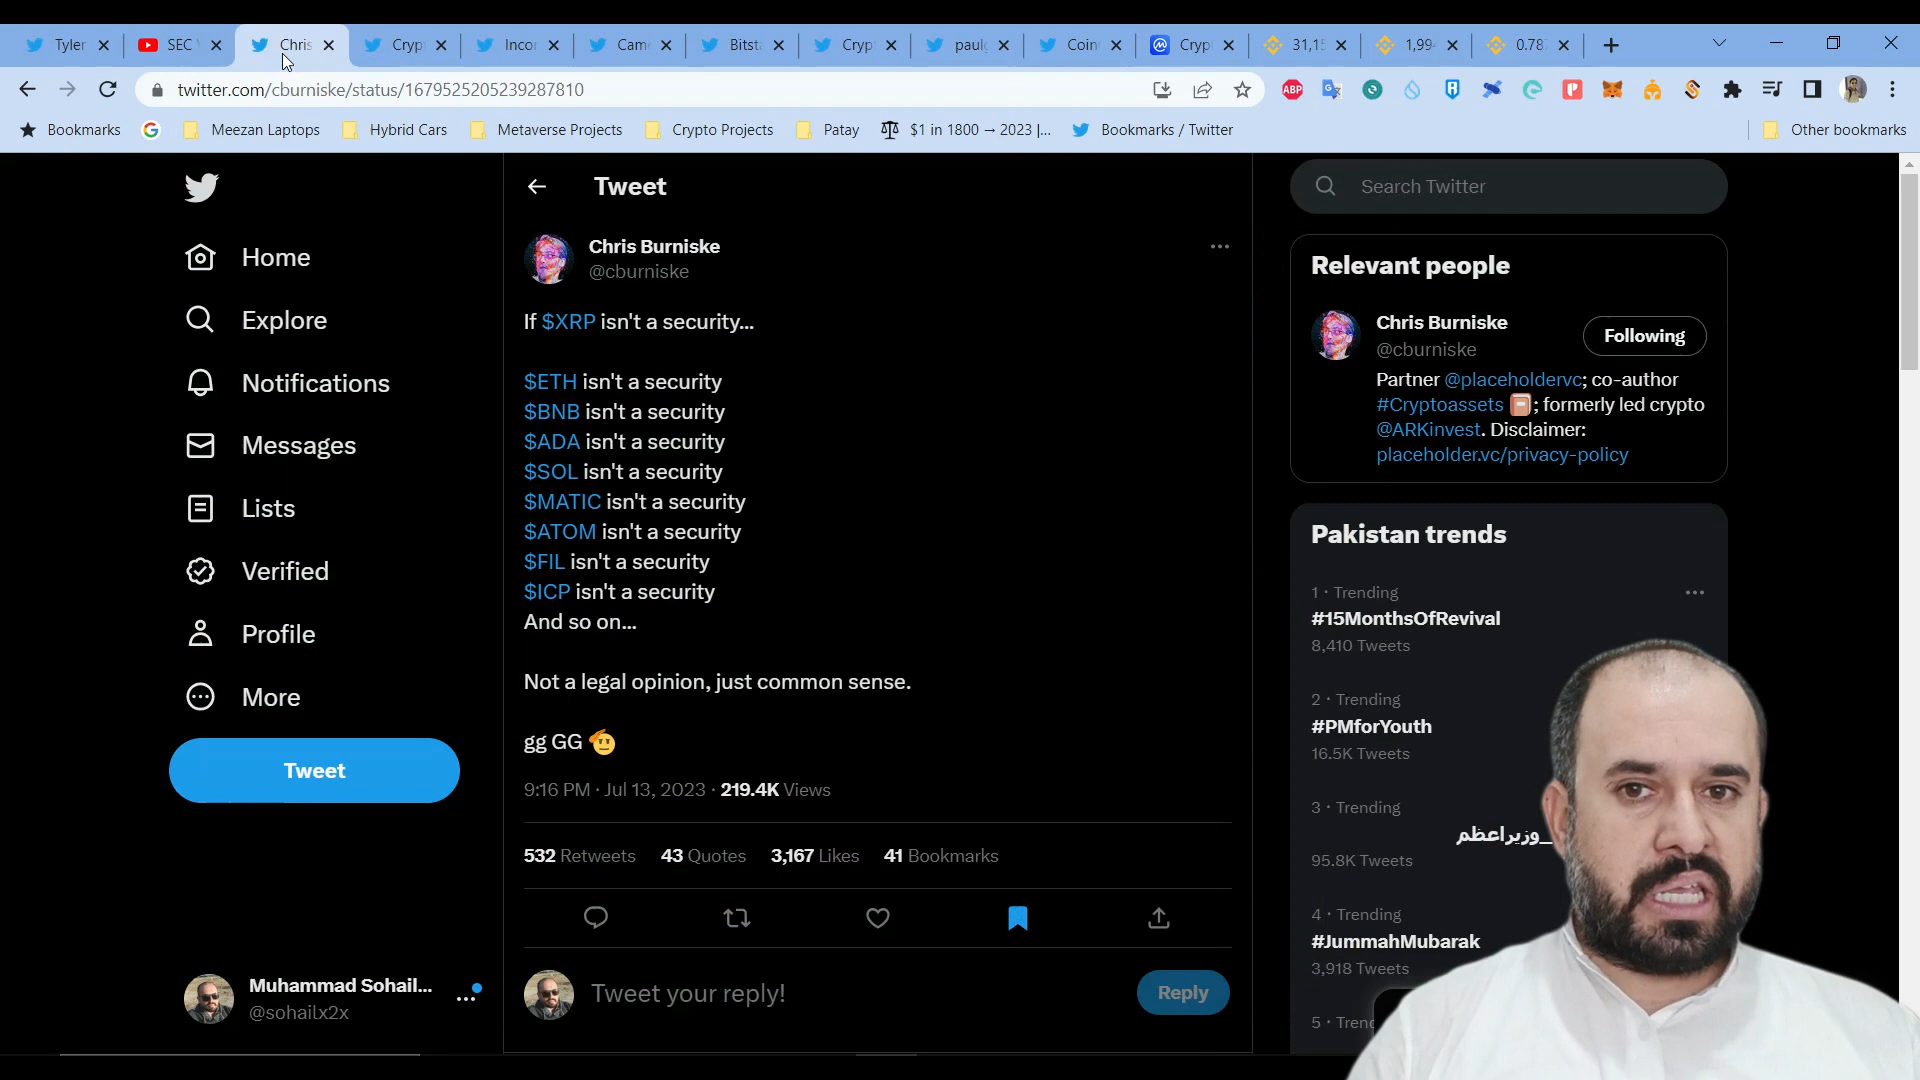 Tyler
SEC
Chris
Cryp
Incor
Cam
Bitst
Cryp
paul
Coin
Cryp
31,1
1,99
0.78
twitter.com/cburniske/status/1679525205239287810
ABP
Bookmarks
Meezan Laptops
Hybrid Cars
Metaverse Projects
Crypto Projects
Patay
$1 in 1800 → 2023 |...
Bookmarks / Twitter
Other bookmarks
Home
Explore
Notifications
Messages
Lists
Verified
Profile
More
Tweet
Muhammad Sohail...
@sohailx2x
Tweet
Chris Burniske
@cburniske
If $XRP isn't a security...
$ETH isn't a security
$BNB isn't a security
$ADA isn't a security
$SOL isn't a security
$MATIC isn't a security
$ATOM isn't a security
$FIL isn't a security
$ICP isn't a security
And so on...
Not a legal opinion, just common sense.
gg GG
9:16 PM · Jul 13, 2023 · 219.4K Views
532 Retweets 43 Quotes 3,167 Likes 41 Bookmarks
Tweet your reply!
Reply
Search Twitter
Relevant people
Chris Burniske
@cburniske
Following
Partner @placeholdervc; co-author
#Cryptoassets ; formerly led crypto
@ARKinvest. Disclaimer:
placeholder.vc/privacy-policy
Pakistan trends
1 · Trending
#15MonthsOfRevival
8,410 Tweets
2 · Trending
#PMforYouth
16.5K Tweets
3 · Trending
وزیراعظم_
95.8K Tweets
4 · Trending
#JummahMubarak
3,918 Tweets
5 · Trend